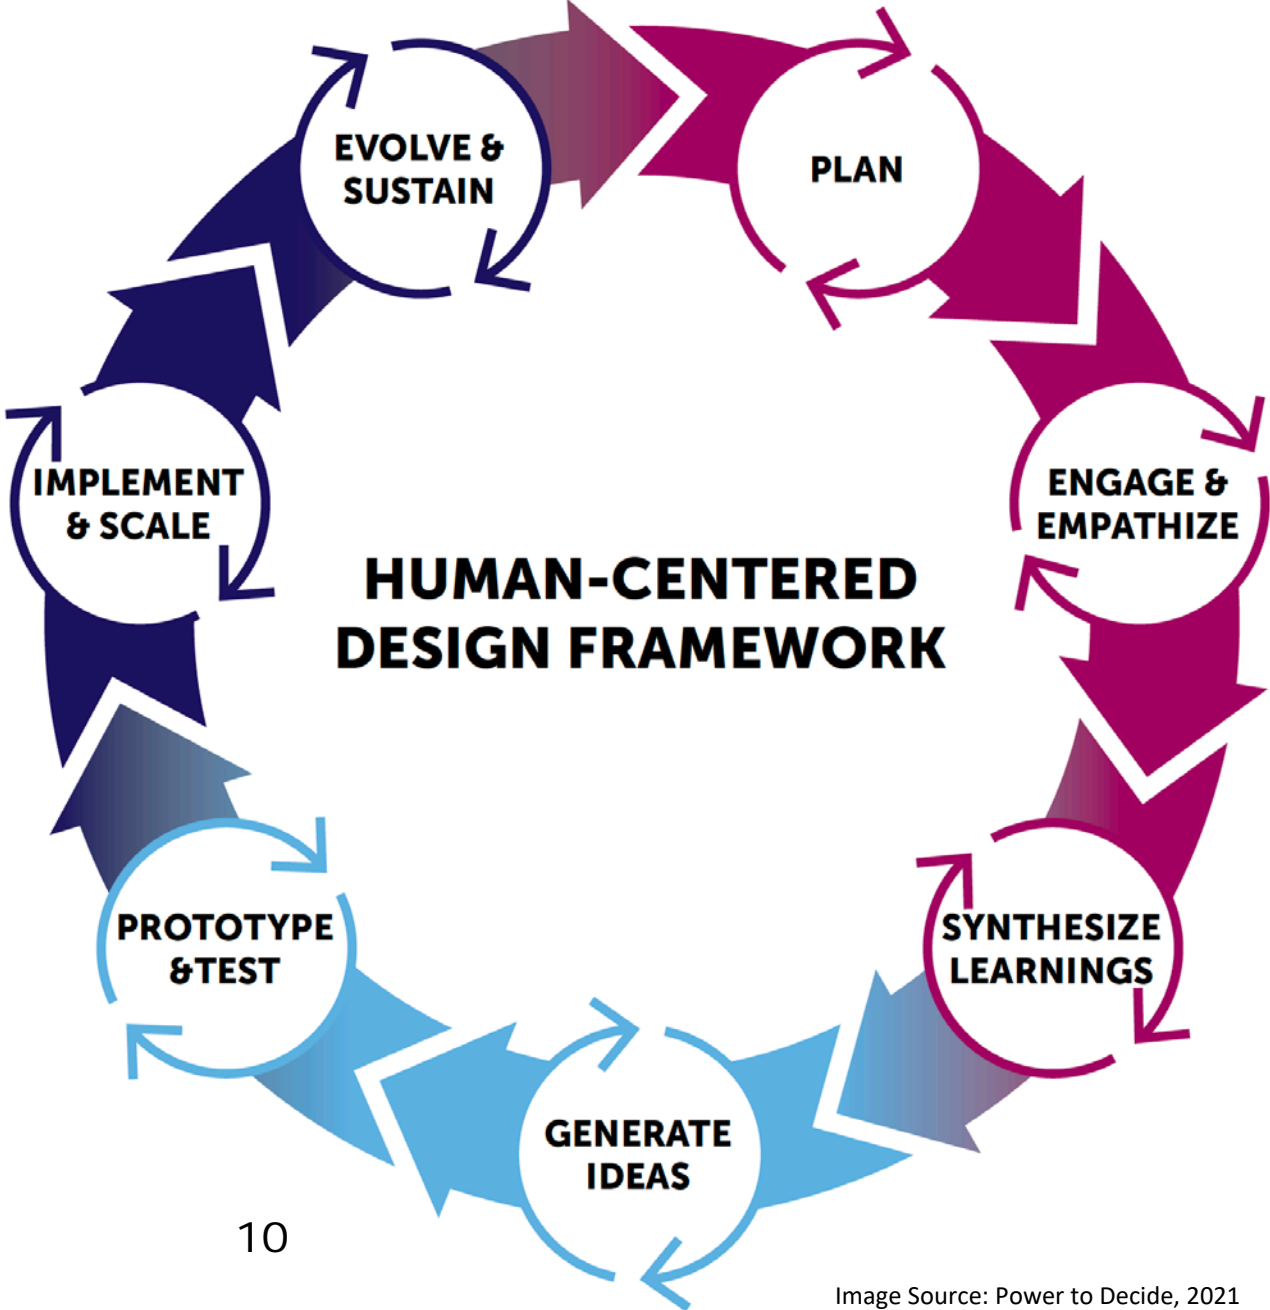 EVOLVE &
SUSTAIN
PLAN
ENGAGE &
EMPATHIZE
SYNTHESIZE
LEARNINGS
GENERATE
IDEAS
PROTOTYPE
&TEST
IMPLEMENT
& SCALE
HUMAN-CENTERED
DESIGN FRAMEWORK
10
Image Source: Power to Decide, 2021